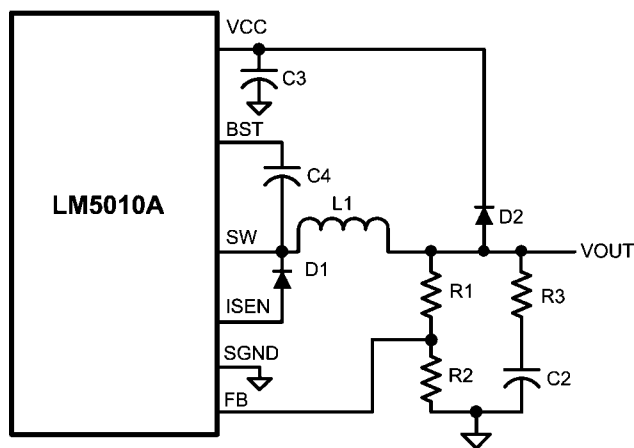 VCC
C3
BST
C4
LM5010A
L1
D2
SW
VOUT
D1
R1
R3
ISEN
SGND
R2
C2
FB